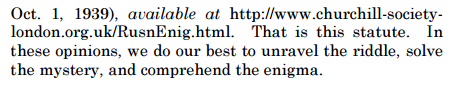 Oct. 1, 1939), available at http://www.churchill-society-
london.org.uk/RusnEnig.html. That is this statute. In
these opinions, we do our best to unravel the riddle, solve
the mystery, and comprehend the enigma.